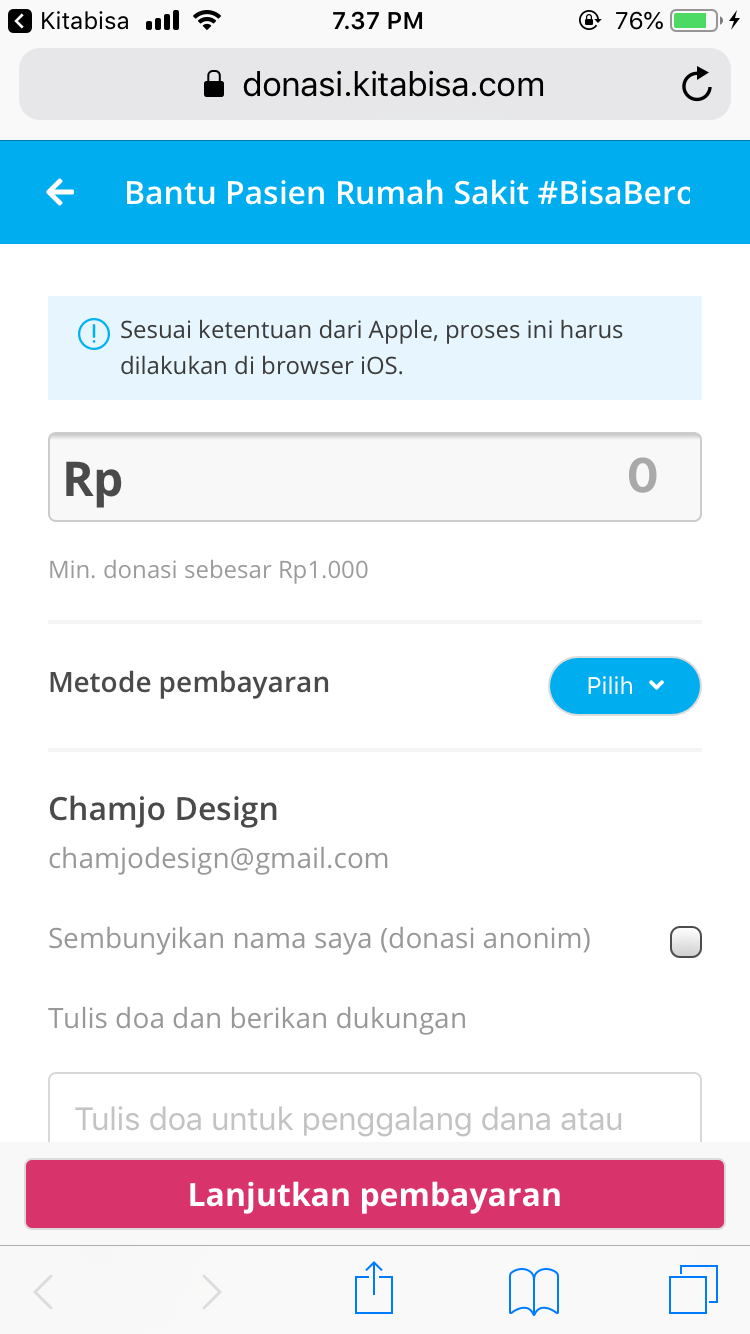 Kitabisa 7.37 PM 76%
donasi.kitabisa.com
Bantu Pasien Rumah Sakit #BisaBero
Sesuai ketentuan dari Apple, proses ini harus
dilakukan di browser iOS.
Rp 0
Min. donasi sebesar Rp1.000
Metode pembayaran Pilih
Chamjo Design
chamjodesign@gmail.com
Sembunyikan nama saya (donasi anonim)
Tulis doa dan berikan dukungan
Tulis doa untuk penggalang dana atau
Lanjutkan pembayaran